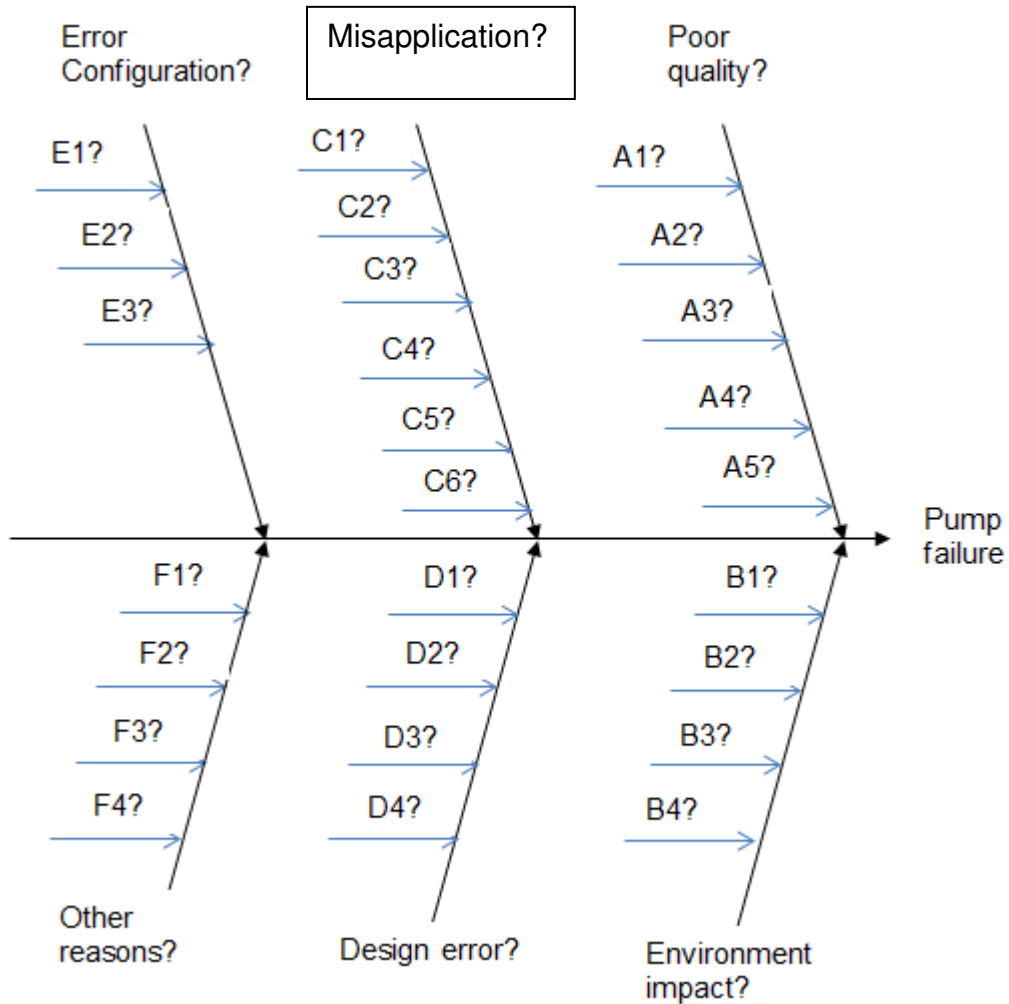 Error
Configuration?
Misapplication?
Poor
quality?
E1?
E2?
E3?
C1?
C2?
C3?
C4?
C5?
C6?
A1?
A2?
A3?
A4?
A5?
Pump
failure
F1?
F2?
F3?
F4?
D1?
D2?
D3?
D4?
B1?
B2?
B3?
B4?
Other
reasons?
Design error?
Environment
impact?